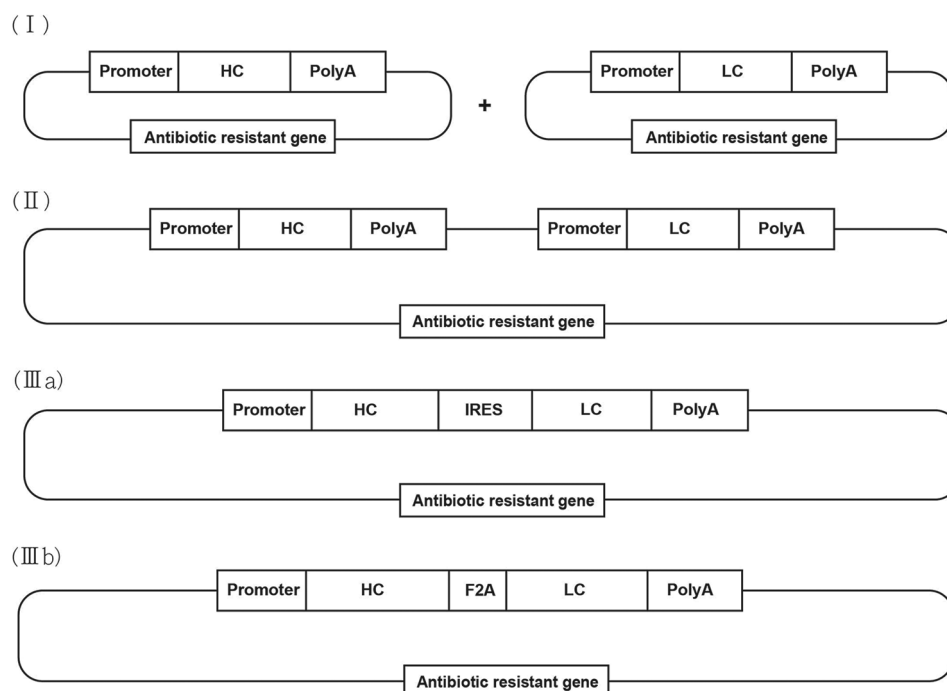 (Ⅰ)
Promoter HC PolyA + Promoter LC PolyA
Antibiotic resistant gene Antibiotic resistant gene
(Ⅱ)
Promoter HC PolyA Promoter LC PolyA
Antibiotic resistant gene
(Ⅲa)
Promoter HC IRES LC PolyA
Antibiotic resistant gene
(Ⅲb)
Promoter HC F2A LC PolyA
Antibiotic resistant gene